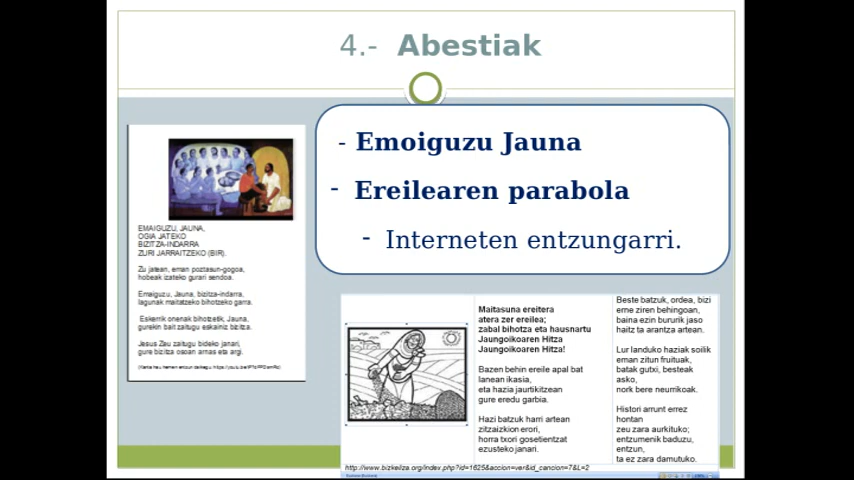 4.- Abestiak
- Emoiguzu Jauna
- Ereilearen parabola
- Interneten entzungarri.
EMAIGUZU, JAUNA,
OGIA JATEKO
BIZITZA-INDARRA
ZURI JARRAITZEKO (BIR).
Zu jatean, eman poztasun-gogoa,
hobeak izateko gurari sendoa.
Emaiguzu, Jauna, bizitza-indarra,
lagunak maitatzeko bihotzeko garra.
Eskerrik onenak bihotzetik, Jauna,
gurekin bait zaitugu eskainiz bizitza.
Jesus Zau zaitugu bideko janari,
gure bizitza osoan arnas eta argi.
Maitasuna ereitera
atera zer ereilea;
zabal bihotza eta hausnartu
Jaungoikoaren Hitza
Jaungoikoaren Hitza!
Bazen behin ereile apal bat
lanean ikasia,
eta hazia jaurtikitzean
gure eredu garbia.
Hazi batzuk harri artean
zitzaizkion erori,
horra txori gosetientzat
ezusteko janari.
Beste batzuk, ordea, bizi
erne ziren behingoan,
baina ezin bururik jaso
haitz ta arantza artean.
Lur landuko haziak soilik
eman zitun fruituak,
batak gutxi, besteak
asko,
nork bere neurrikoak.
Histori arrunt errez
hontan
zeu zara aurkituko;
entzumenik baduzu,
entzun,
ta ez zara damutuko.
http://www.bizkeliza.org/index.php?id=1625&accion=ver&id_cancion=7&L=2